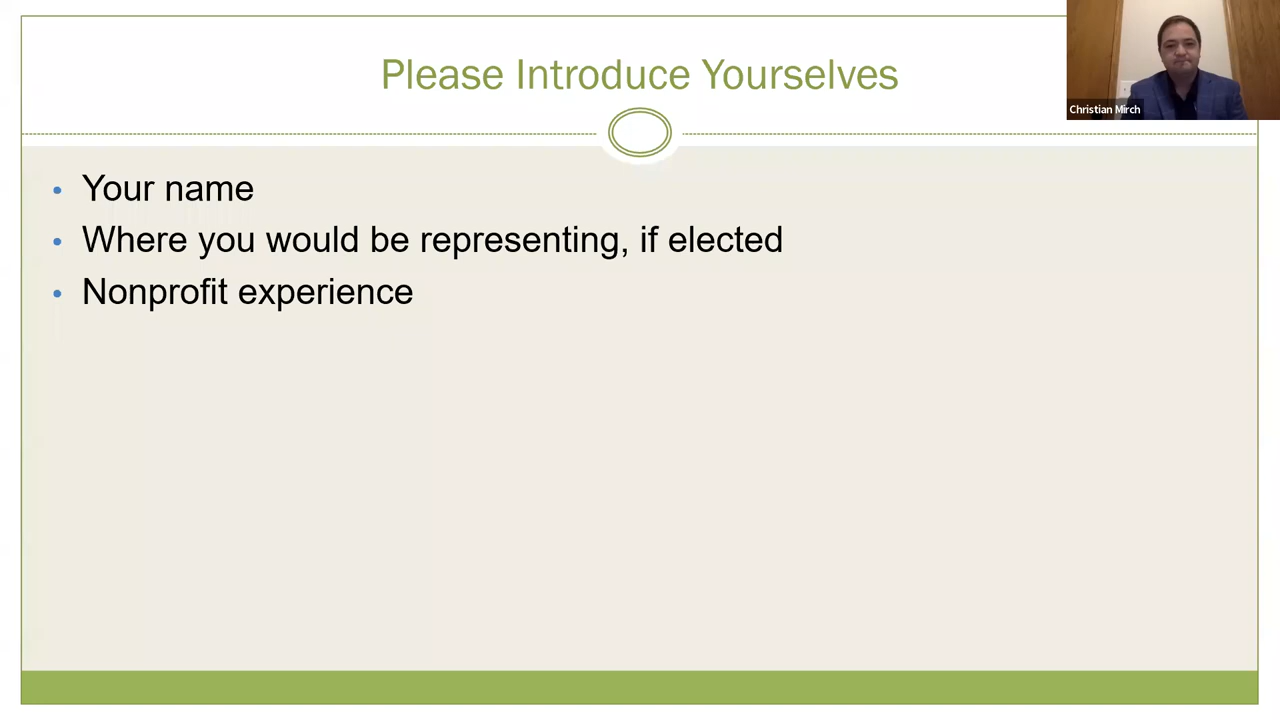 Please Introduce Yourselves
Christian Mirch
• Your name
• Where you would be representing, if elected
• Nonprofit experience